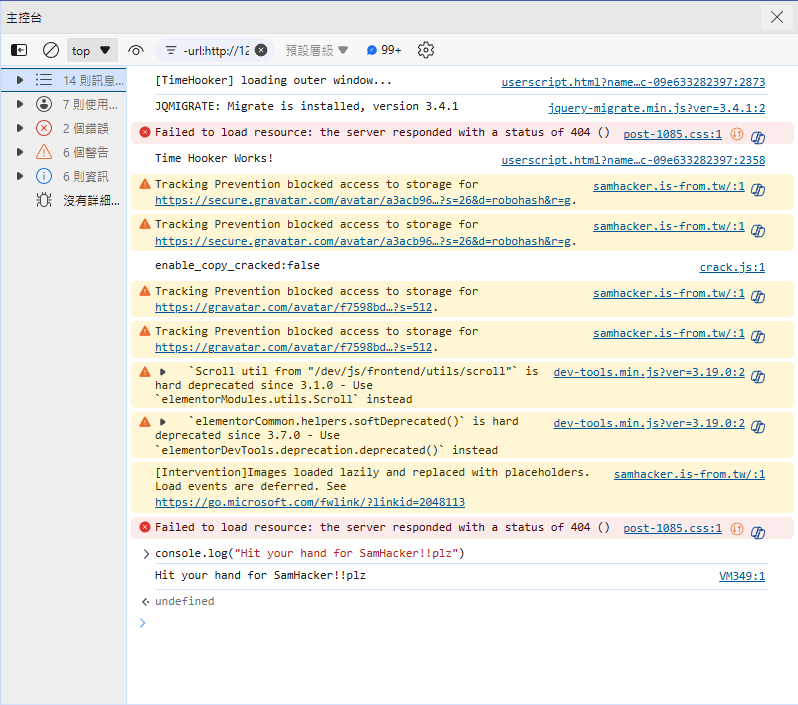 主控台
top
-url:http://12
預設層級
99+
14 則訊息...
7 則使用...
2 個錯誤
6 個警告
6 則資訊
沒有詳細...
[TimeHooker] loading outer window...
userscript.html?name…c-09e633282397:2873
JQMIGRATE: Migrate is installed, version 3.4.1
jquery-migrate.min.js?ver=3.4.1:2
Failed to load resource: the server responded with a status of 404 ()
post-1085.css:1
Time Hooker Works!
userscript.html?name…c-09e633282397:2358
Tracking Prevention blocked access to storage for
samhacker.is-from.tw/:1
https://secure.gravatar.com/avatar/a3acb96…?s=26&d=robohash&r=g.
Tracking Prevention blocked access to storage for
samhacker.is-from.tw/:1
https://secure.gravatar.com/avatar/a3acb96…?s=26&d=robohash&r=g.
enable_copy_cracked:false
crack.js:1
Tracking Prevention blocked access to storage for
samhacker.is-from.tw/:1
https://gravatar.com/avatar/f7598bd…?s=512.
Tracking Prevention blocked access to storage for
samhacker.is-from.tw/:1
https://gravatar.com/avatar/f7598bd…?s=512.
`Scroll util from "/dev/js/frontend/utils/scroll"` is
dev-tools.min.js?ver=3.19.0:2
hard deprecated since 3.1.0 - Use
`elementorModules.utils.Scroll` instead
`elementorCommon.helpers.softDeprecated()` is hard
dev-tools.min.js?ver=3.19.0:2
deprecated since 3.7.0 - Use
`elementorDevTools.deprecation.deprecated()` instead
[Intervention]Images loaded lazily and replaced with placeholders.
samhacker.is-from.tw/:1
Load events are deferred. See
https://go.microsoft.com/fwlink/?linkid=2048113
Failed to load resource: the server responded with a status of 404 ()
post-1085.css:1
console.log("Hit your hand for SamHacker!!plz")
Hit your hand for SamHacker!!plz
VM349:1
undefined